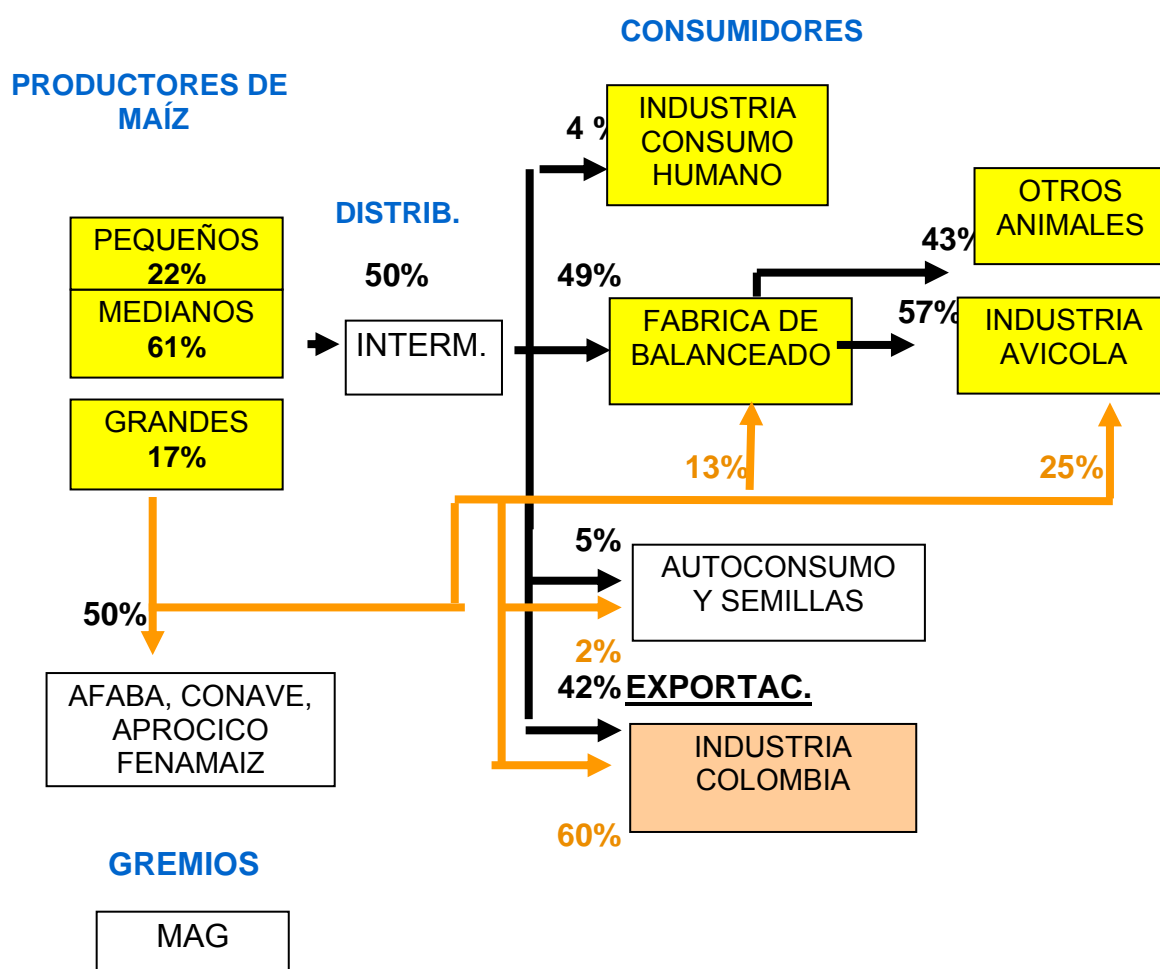 CONSUMIDORES
PRODUCTORES DE
MAÍZ
4 %
INDUSTRIA
CONSUMO
HUMANO
OTROS
ANIMALES
DISTRIB.
PEQUEÑOS
22%
MEDIANOS
61%
GRANDES
17%
50%
INTERM.
49%
FABRICA DE
BALANCEADO
43%
57%
INDUSTRIA
AVICOLA
13%
25%
5%
AUTOCONSUMO
Y SEMILLAS
2%
50%
AFABA, CONAVE,
APROCICO
FENAMAIZ
42% EXPORTAC.
INDUSTRIA
COLOMBIA
60%
GREMIOS
MAG